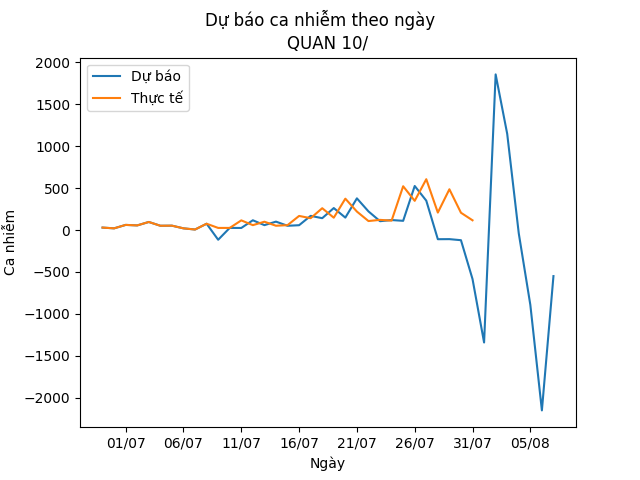 Dự báo ca nhiễm theo ngày
QUAN 10/
2000
1500
1000
500
0
−500
−1000
−1500
−2000
Ca nhiễm
Dự báo
Thực tế
01/07
06/07
11/07
16/07
21/07
26/07
31/07
05/08
Ngày